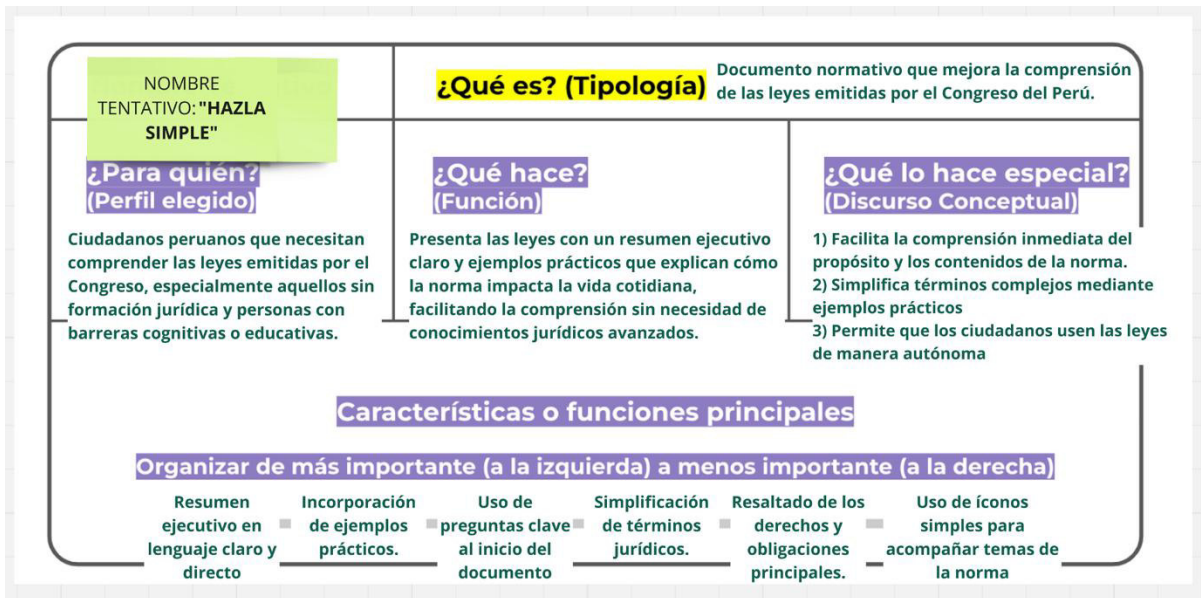 NOMBRE
TENTATIVO: "HAZLA
SIMPLE"
¿Qué es? (Tipología)
Documento normativo que mejora la comprensión
de las leyes emitidas por el Congreso del Perú.
¿Para quién?
(Perfil elegido)
Ciudadanos peruanos que necesitan
comprender las leyes emitidas por el
Congreso, especialmente aquellos sin
formación jurídica y personas con
barreras cognitivas o educativas.
¿Qué hace?
(Función)
Presenta las leyes con un resumen ejecutivo
claro y ejemplos prácticos que explican cómo
la norma impacta la vida cotidiana,
facilitando la comprensión sin necesidad de
conocimientos jurídicos avanzados.
¿Qué lo hace especial?
(Discurso Conceptual)
1) Facilita la comprensión inmediata del
propósito y los contenidos de la norma.
2) Simplifica términos complejos mediante
ejemplos prácticos
3) Permite que los ciudadanos usen las leyes
de manera autónoma
Características o funciones principales
Organizar de más importante (a la izquierda) a menos importante (a la derecha)
Resumen
ejecutivo en
lenguaje claro y
directo
Incorporación
de ejemplos
prácticos.
Uso de
preguntas clave
al inicio del
documento
Simplificación
de términos
jurídicos.
Resaltado de los
derechos y
obligaciones
principales.
Uso de íconos
simples para
acompañar temas de
la norma